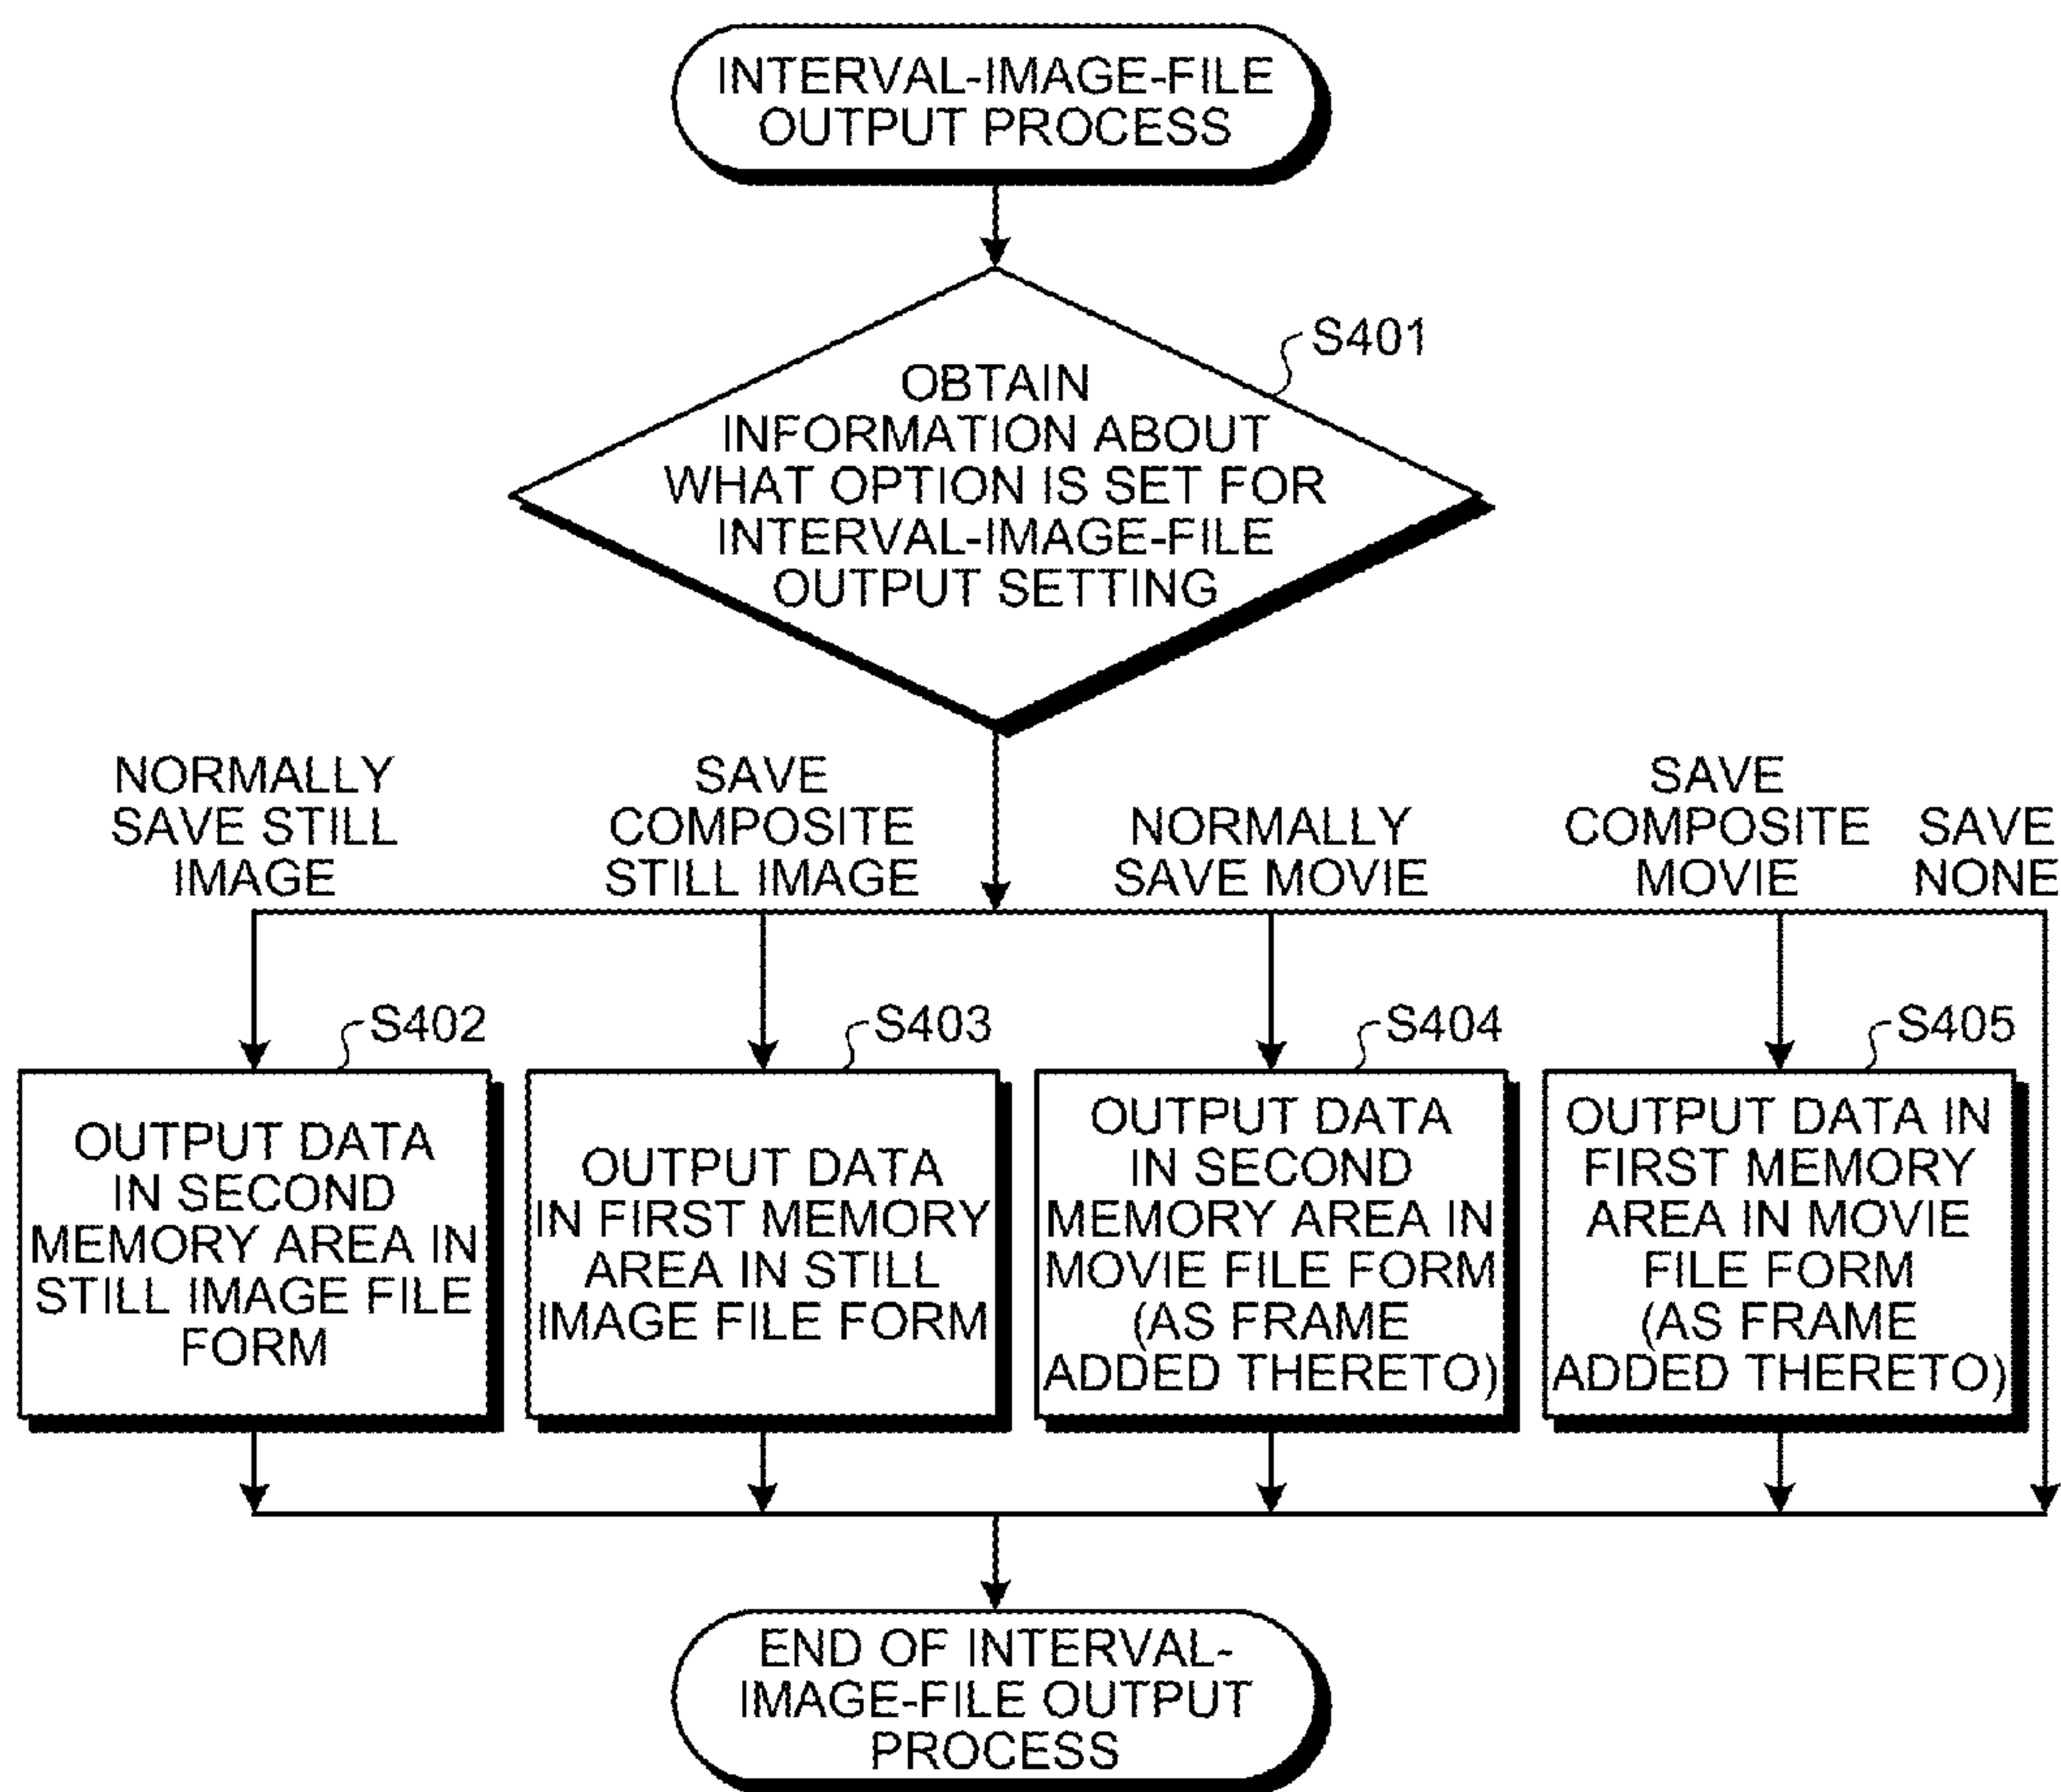 INTERVAL-IMAGE-FILE
OUTPUT PROCESS
S401
OBTAIN
INFORMATION ABOUT
WHAT OPTION IS SET FOR
INTERVAL-IMAGE-FILE
OUTPUT SETTING
NORMALLY
SAVE STILL
IMAGE
SAVE
COMPOSITE
STILL IMAGE
NORMALLY
SAVE MOVIE
SAVE
COMPOSITE
MOVIE
SAVE
NONE
S402
OUTPUT DATA
IN SECOND
MEMORY AREA IN
STILL IMAGE FILE
FORM
S403
OUTPUT DATA
IN FIRST MEMORY
AREA IN STILL
IMAGE FILE FORM
S404
OUTPUT DATA
IN SECOND
MEMORY AREA IN
MOVIE FILE FORM
(AS FRAME
ADDED THERETO)
S405
OUTPUT DATA IN
FIRST MEMORY
AREA IN MOVIE
FILE FORM
(AS FRAME
ADDED THERETO)
END OF INTERVAL-
IMAGE-FILE OUTPUT
PROCESS